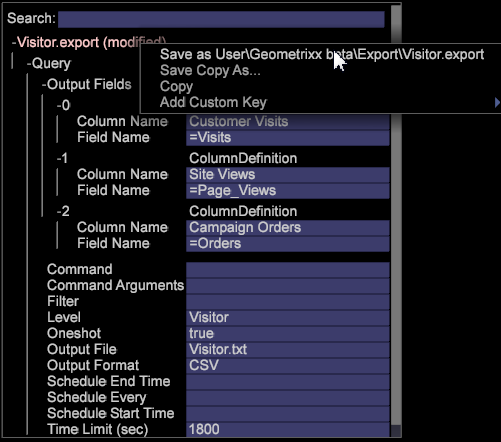 Search:
-Visitor.export (modified)
Save as User\Geometrixx beta\Export\Visitor.export
- Query
Save Copy As...
-Output Fields
Copy
-0
Add Custom Key
Column Name Customer Visits
Field Name =Visits
-1 ColumnDefinition
Column Name Site Views
Field Name =Page_Views
-2 ColumnDefinition
Column Name Campaign Orders
Field Name =Orders
Command
Command Arguments
Filter
Level Visitor
Oneshot true
Output File Visitor.txt
Output Format CSV
Schedule End Time
Schedule Every
Schedule Start Time
Time Limit (sec) 1800